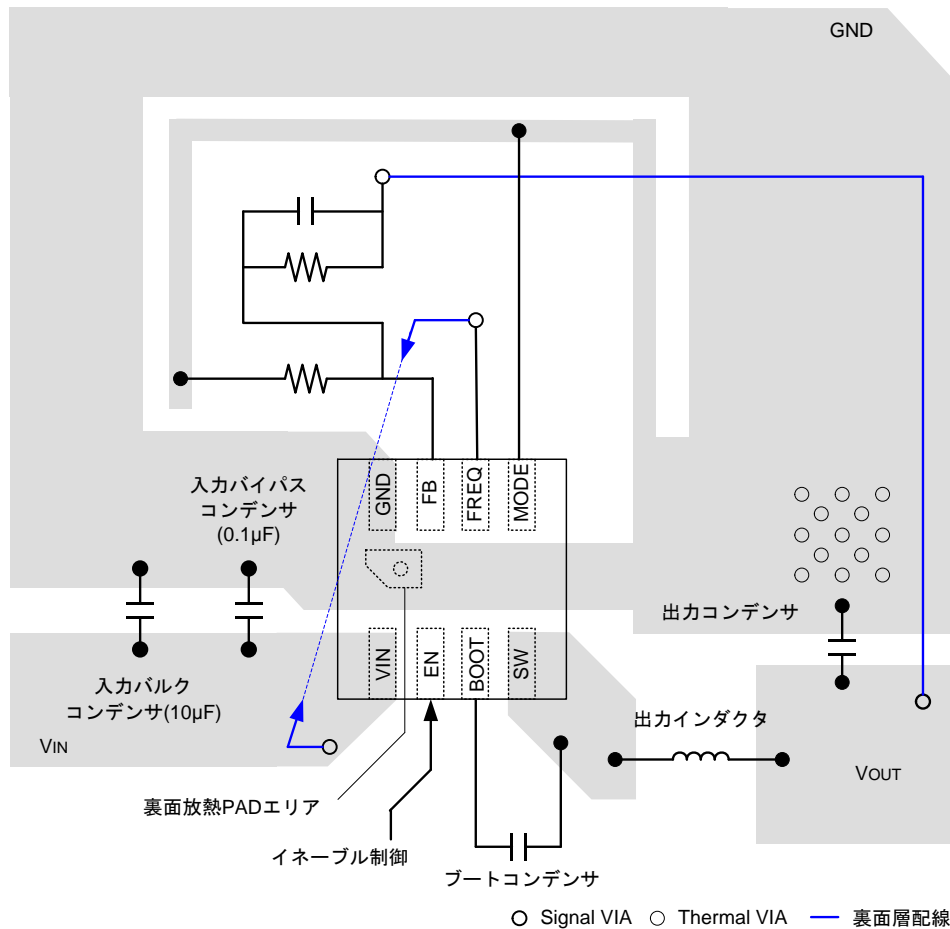 GND
GND
FB
FREQ
MODE
入力バイパス
コンデンサ
(0.1µF)
出力コンデンサ
VIN
EN
BOOT
SW
入力バルク
コンデンサ(10µF)
VIN
出力インダクタ
VOUT
裏面放熱PADエリア
イネーブル制御
ブートコンデンサ
Signal VIA Thermal VIA 裏面層配線